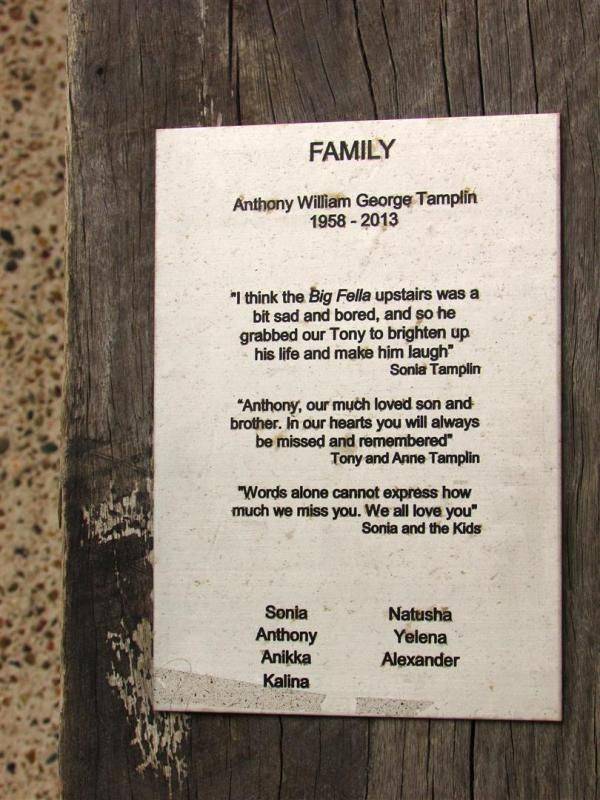 FAMILY
Anthony William George Tamplin
1958 - 2013
"I think the Big Fella upstairs was a
bit sad and bored, and so he
grabbed our Tony to brighten up
his life and make him laugh"
Sonia Tamplin
"Anthony, our much loved son and
brother. In our hearts you will always
be missed and remembered"
Tony and Anne Tamplin
"Words alone cannot express how
much we miss you. We all love you"
Sonia and the Kids
Sonia Natusha
Anthony Yelena
Anikka Alexander
Kalina